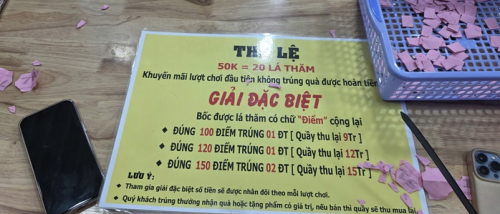 THỂ LỆ
50K = 20 LÁ THĂM
Khuyến mãi lượt chơi đầu tiên không trúng quà được hoàn tiền
GIẢI ĐẶC BIỆT
Bốc được lá thăm có chữ "Điểm" cộng lại
ĐÚNG 100 ĐIỂM TRÚNG 01 ĐT [ Quầy thu lại 9Tr ]
ĐÚNG 120 ĐIỂM TRÚNG 01 ĐT [ Quầy thu lại 12Tr ]
ĐÚNG 150 ĐIỂM TRÚNG 02 ĐT [ Quầy thu lại 15Tr ]
LƯU Ý:
Tham gia giải đặc biệt số tiền sẽ được nhân đôi theo mỗi lượt chơi.
Quý khách trúng thưởng nhận quà hoặc tặng phẩm có giá trị, nếu bán thì quầy sẽ thu mua lại.